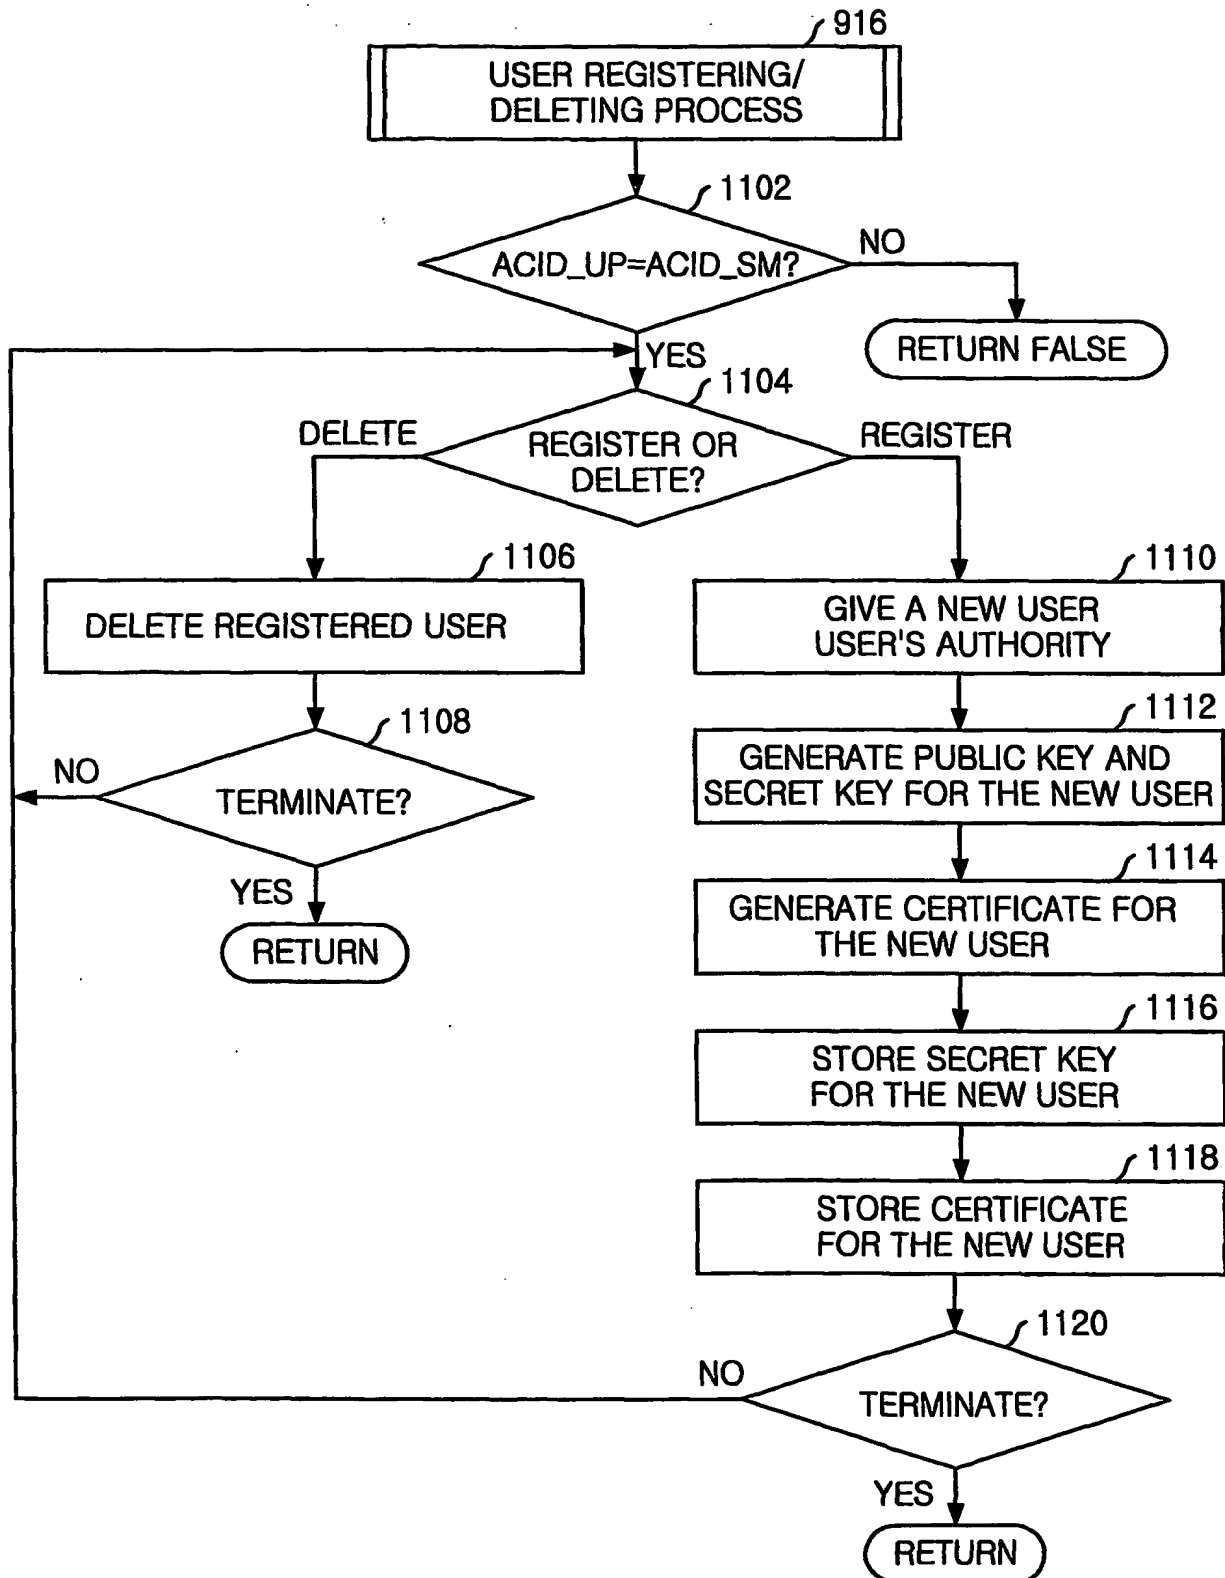 916
USER REGISTERING/
DELETING PROCESS
1102
ACID_UP=ACID_SM?
NO
RETURN FALSE
YES
1104
DELETE
REGISTER OR
DELETE?
REGISTER
1106
DELETE REGISTERED USER
1110
GIVE A NEW USER
USER'S AUTHORITY
1108
NO
TERMINATE?
YES
RETURN
1112
GENERATE PUBLIC KEY AND
SECRET KEY FOR THE NEW USER
1114
GENERATE CERTIFICATE FOR
THE NEW USER
1116
STORE SECRET KEY
FOR THE NEW USER
1118
STORE CERTIFICATE
FOR THE NEW USER
1120
NO
TERMINATE?
YES
RETURN